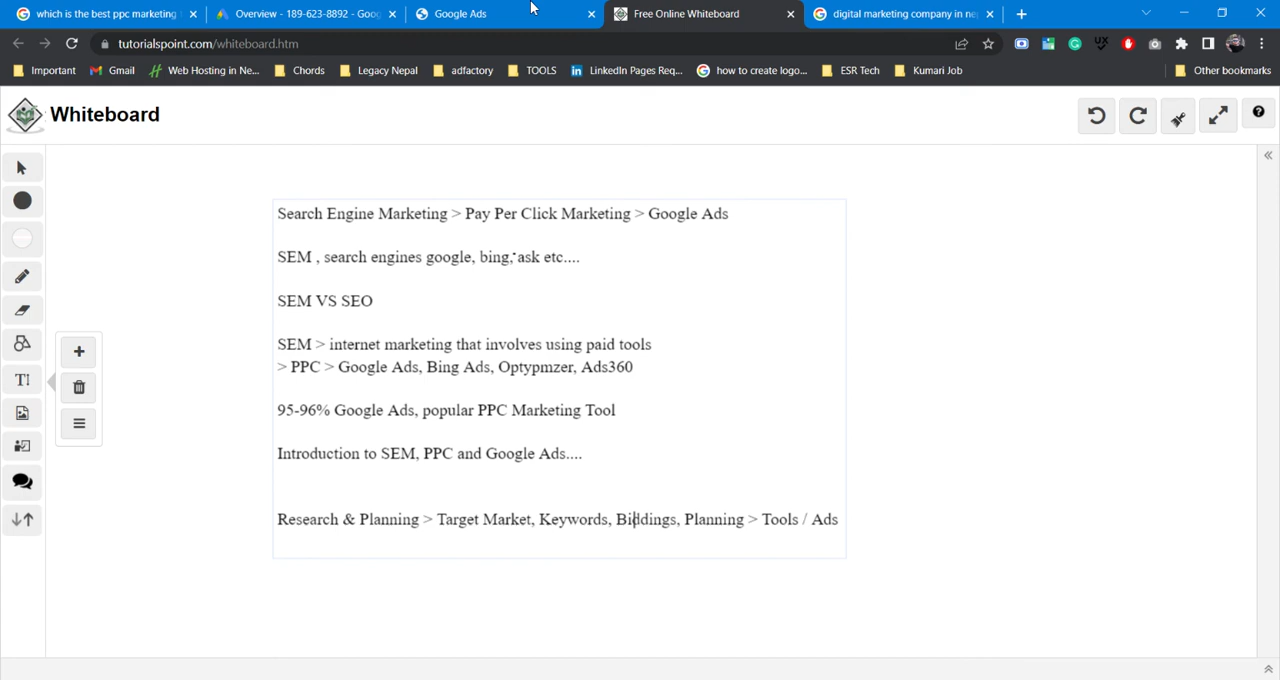 which is the best ppc marketing
Overview - 189-623-8892 - Goog
Google Ads
Free Online Whiteboard
digital marketing company in ne
tutorialspoint.com/whiteboard.htm
Important
Gmail
Web Hosting in Ne...
Chords
Legacy Nepal
adfactory
TOOLS
LinkedIn Pages Req...
how to create logo...
ESR Tech
Kumari Job
Other bookmarks
Whiteboard
Search Engine Marketing > Pay Per Click Marketing > Google Ads
SEM , search engines google, bing, ask etc....
SEM VS SEO
SEM > internet marketing that involves using paid tools
> PPC > Google Ads, Bing Ads, Optypmzer, Ads360
95-96% Google Ads, popular PPC Marketing Tool
Introduction to SEM, PPC and Google Ads....
Research & Planning > Target Market, Keywords, Biddings, Planning > Tools / Ads